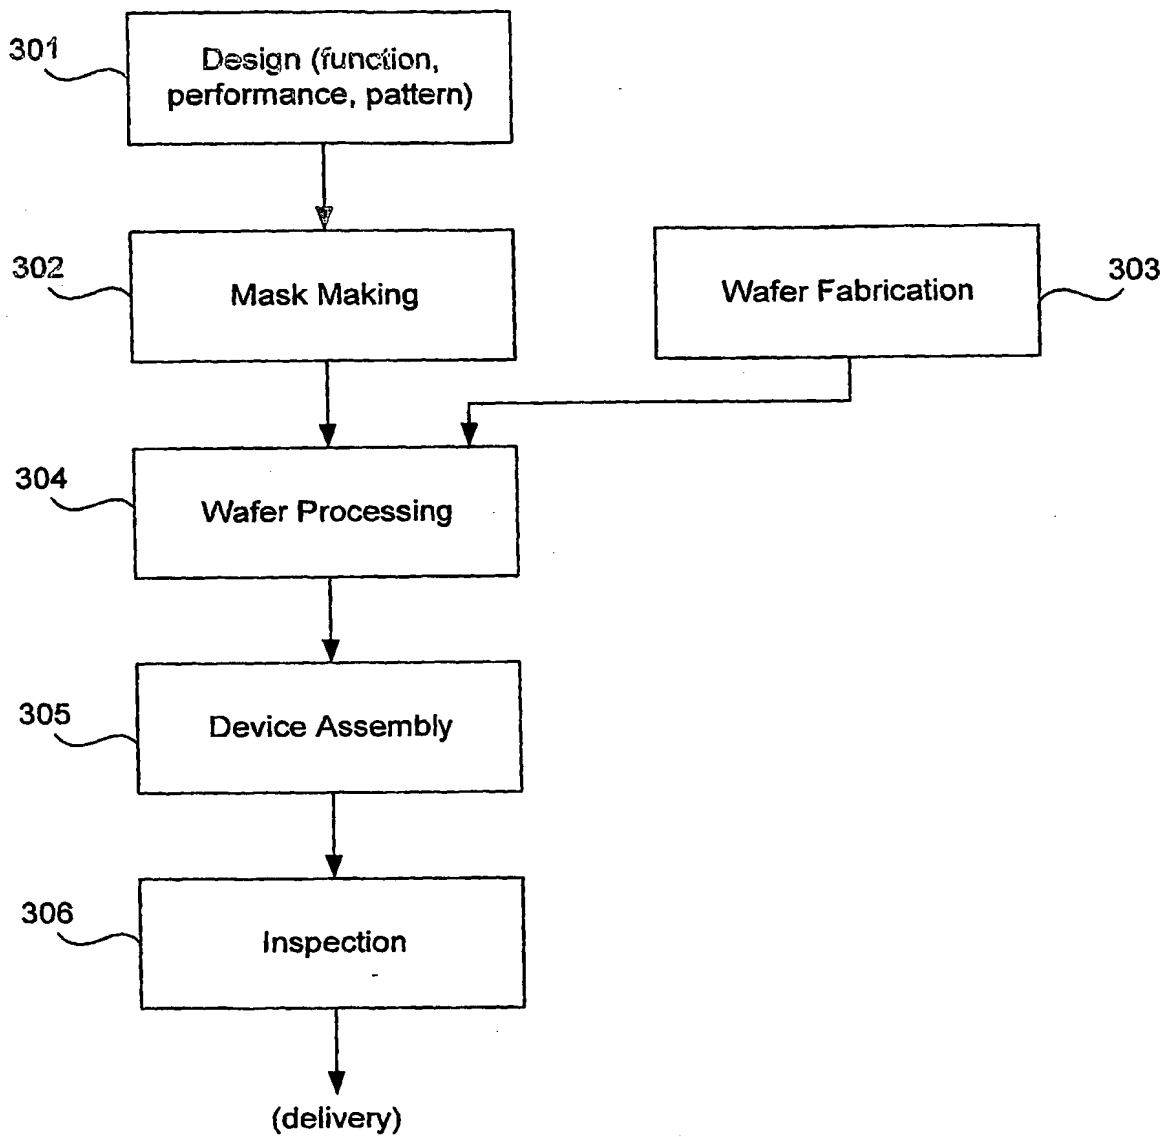 301
Design (function,
performance, pattern)
302
Mask Making
Wafer Fabrication
303
304
Wafer Processing
305
Device Assembly
306
Inspection
(delivery)